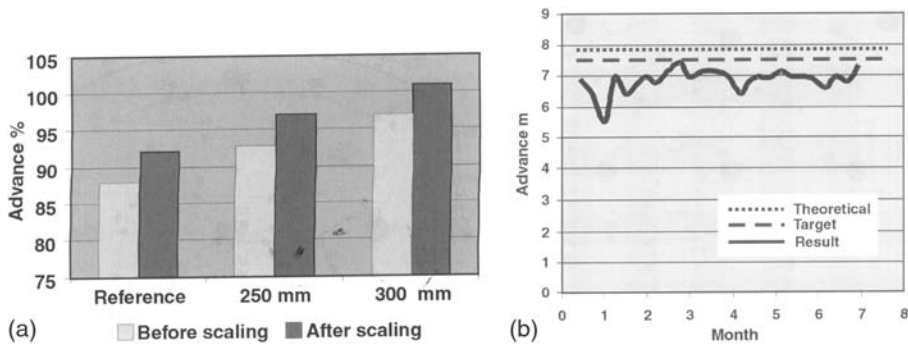 105
100
95
90
85
80
75
Advance %
Reference
250 mm
300 mm
(a)
Before scaling
After scaling
9
8
7
6
5
4
3
2
1
0
Advance m
Theoretical
Target
Result
0 1 2 3 4 5 6 7 8
Month
(b)